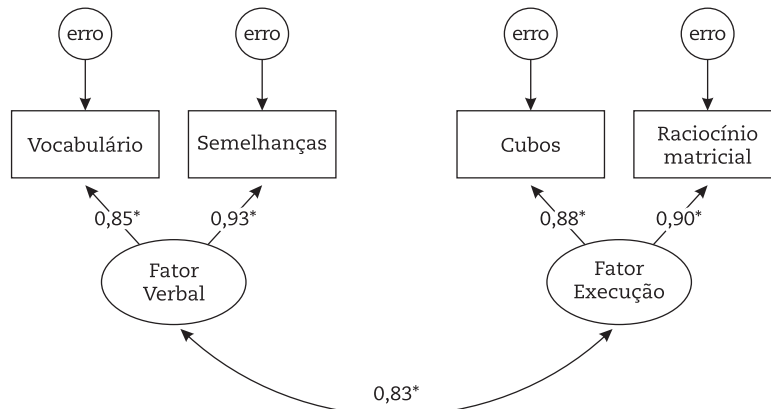 erro
erro
erro
erro
Vocabulário
Semelhanças
Cubos
Raciocínio
matricial
0,85*
0,93*
0,88*
0,90*
Fator
Verbal
Fator
Execução
0,83*